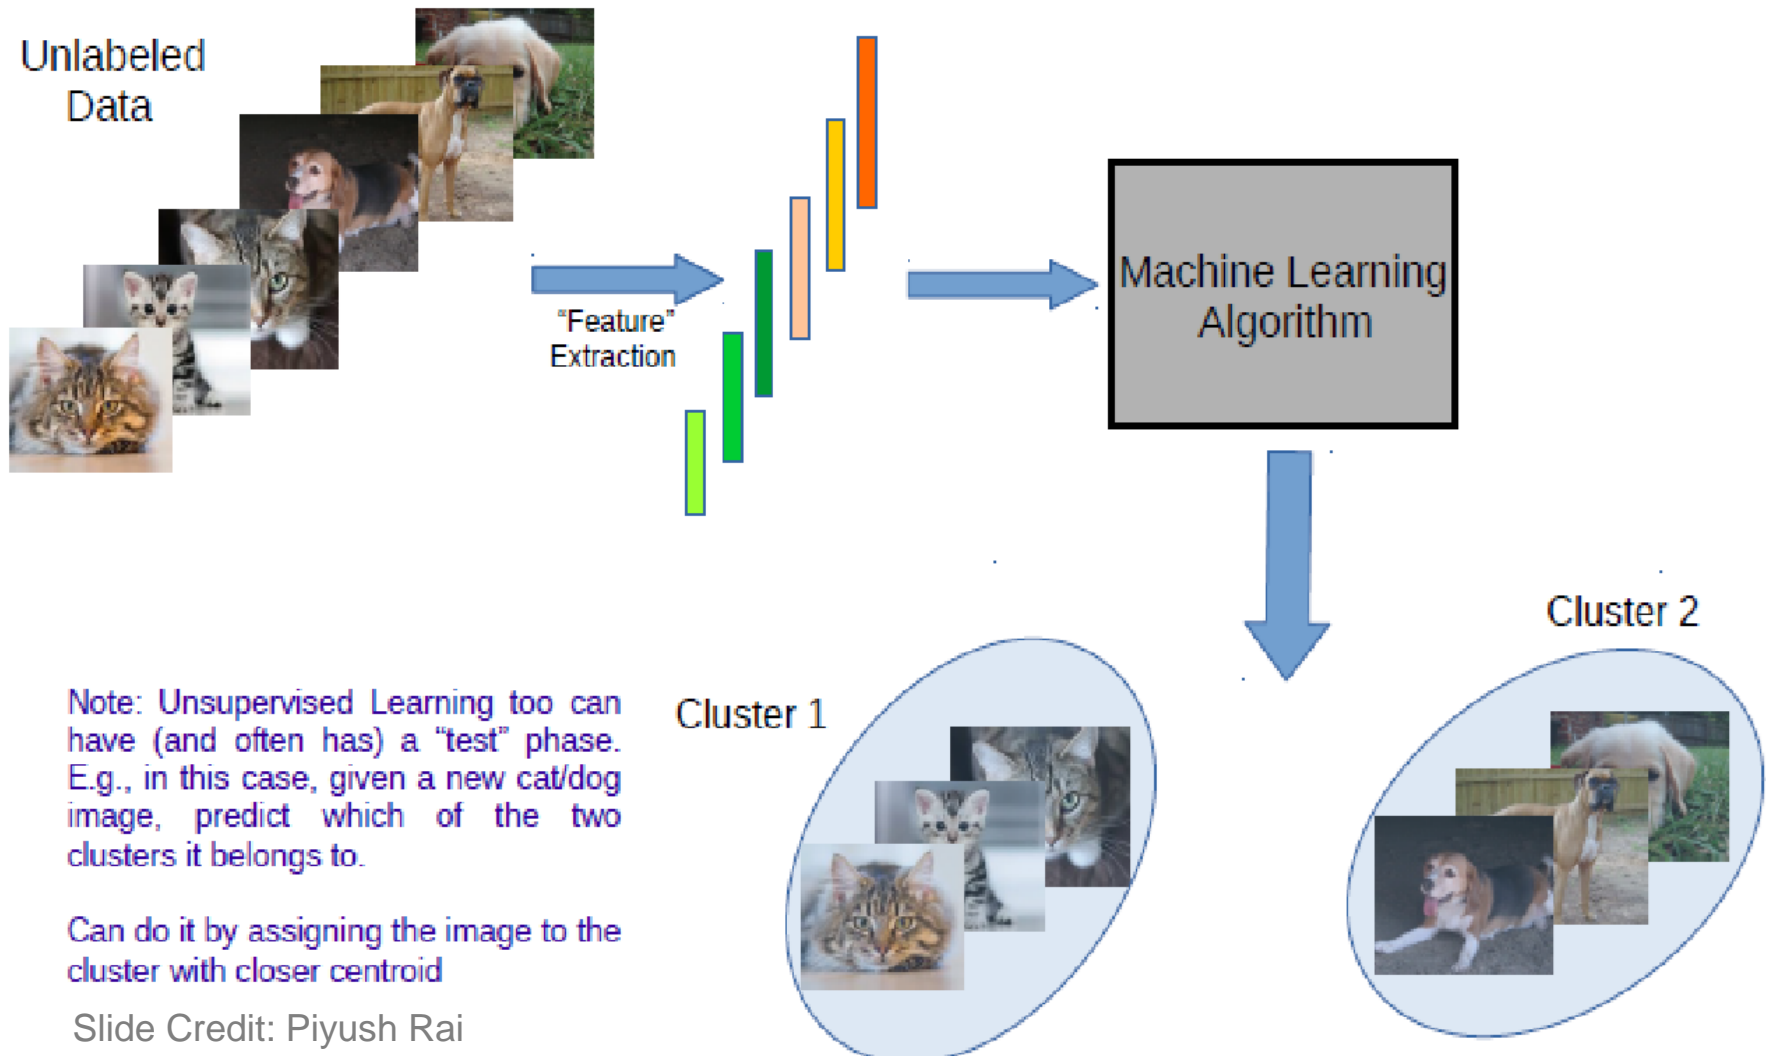 Unlabeled
Data
"Feature"
Extraction
Machine Learning
Algorithm
Cluster 2
Cluster 1
Note: Unsupervised Learning too can
have (and often has) a “test” phase.
E.g., in this case, given a new cat/dog
image, predict which of the two
clusters it belongs to.
Can do it by assigning the image to the
cluster with closer centroid
Slide Credit: Piyush Rai